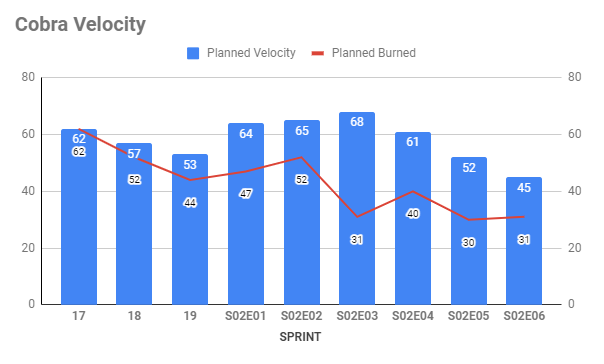 Cobra Velocity
Planned Velocity Planned Burned
80 80
60 60
40 40
20 20
0 0
62 57 53 64 65 68 61 52 45
62 52 44 47 52 31 40 30 31
17 18 19 S02E01 S02E02 S02E03 S02E04 S02E05 S02E06
SPRINT